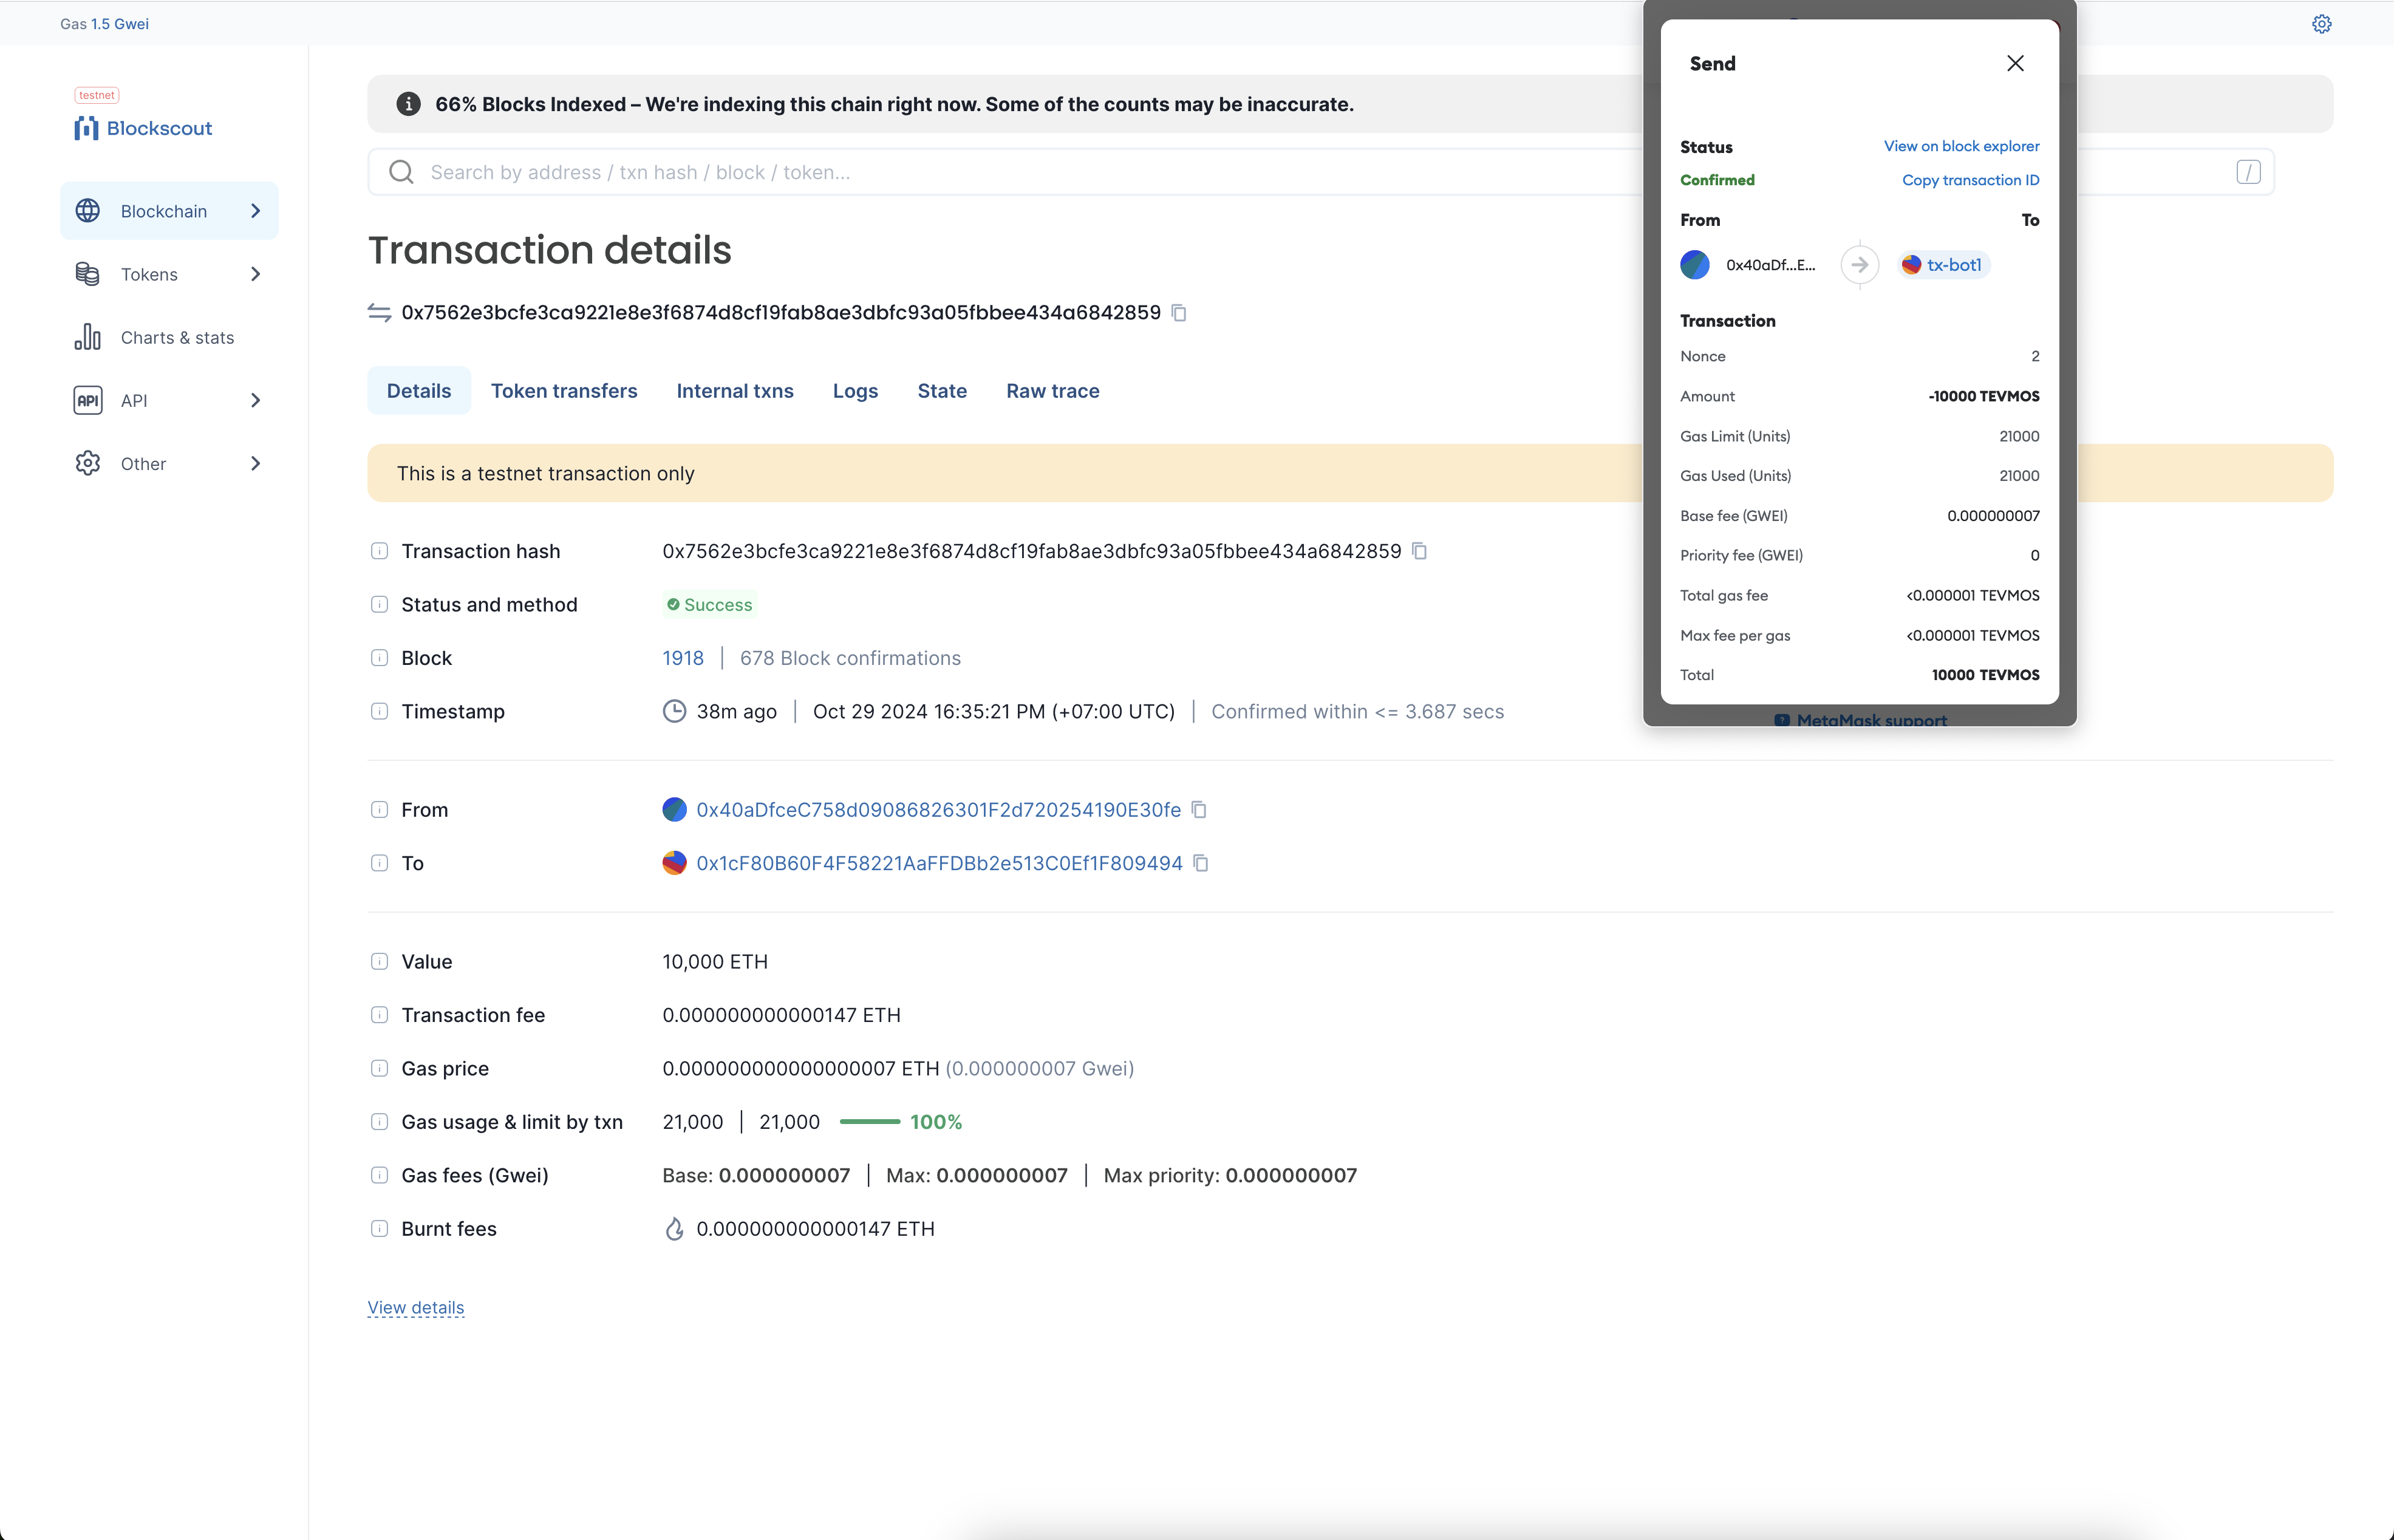 Gas 1.5 Gwei
testnet
Blockscout
Blockchain
Tokens
Charts & stats
API
API
Other
66% Blocks Indexed – We're indexing this chain right now. Some of the counts may be inaccurate.
Search by address / txn hash / block / token...
/
Transaction details
0x7562e3bcfe3ca9221e8e3f6874d8cf19fab8ae3dbfc93a05fbbee434a6842859
Details Token transfers Internal txns Logs State Raw trace
This is a testnet transaction only
Transaction hash 0x7562e3bcfe3ca9221e8e3f6874d8cf19fab8ae3dbfc93a05fbbee434a6842859
Status and method Success
Block 1918 | 678 Block confirmations
Timestamp 38m ago | Oct 29 2024 16:35:21 PM (+07:00 UTC) | Confirmed within <= 3.687 secs
From 0x40aDfceC758d09086826301F2d720254190E30fe
To 0x1cF80B60F4F58221AaFFDBb2e513C0Ef1F809494
Value 10,000 ETH
Transaction fee 0.000000000000147 ETH
Gas price 0.000000000000000007 ETH (0.000000007 Gwei)
Gas usage & limit by txn 21,000 | 21,000 100%
Gas fees (Gwei) Base: 0.000000007 | Max: 0.000000007 | Max priority: 0.000000007
Burnt fees 0.000000000000147 ETH
View details
Send
Status View on block explorer
Confirmed Copy transaction ID
From To
0x40aDf...E... tx-bot1
Transaction
Nonce 2
Amount -10000 TEVMOS
Gas Limit (Units) 21000
Gas Used (Units) 21000
Base fee (GWEI) 0.000000007
Priority fee (GWEI) 0
Total gas fee <0.000001 TEVMOS
Max fee per gas <0.000001 TEVMOS
Total 10000 TEVMOS
MetaMask support